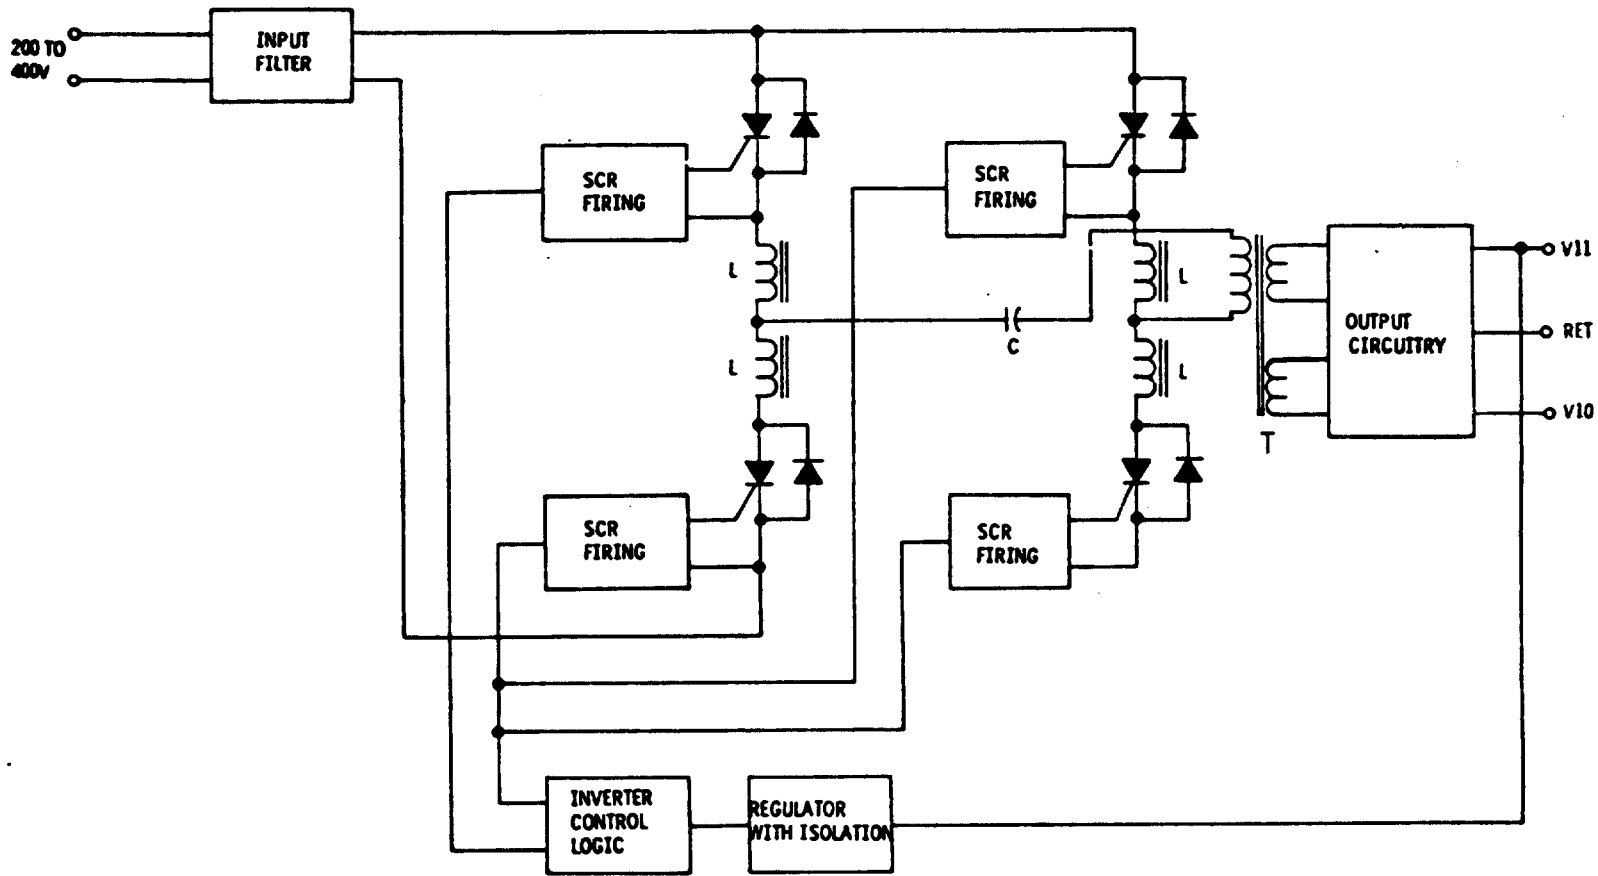 200 TO
400V
INPUT
FILTER
SCR
FIRING
SCR
FIRING
L
L
C
L
L
T
OUTPUT
CIRCUITRY
V11
RET
V10
SCR
FIRING
SCR
FIRING
INVERTER
CONTROL
LOGIC
REGULATOR
WITH ISOLATION